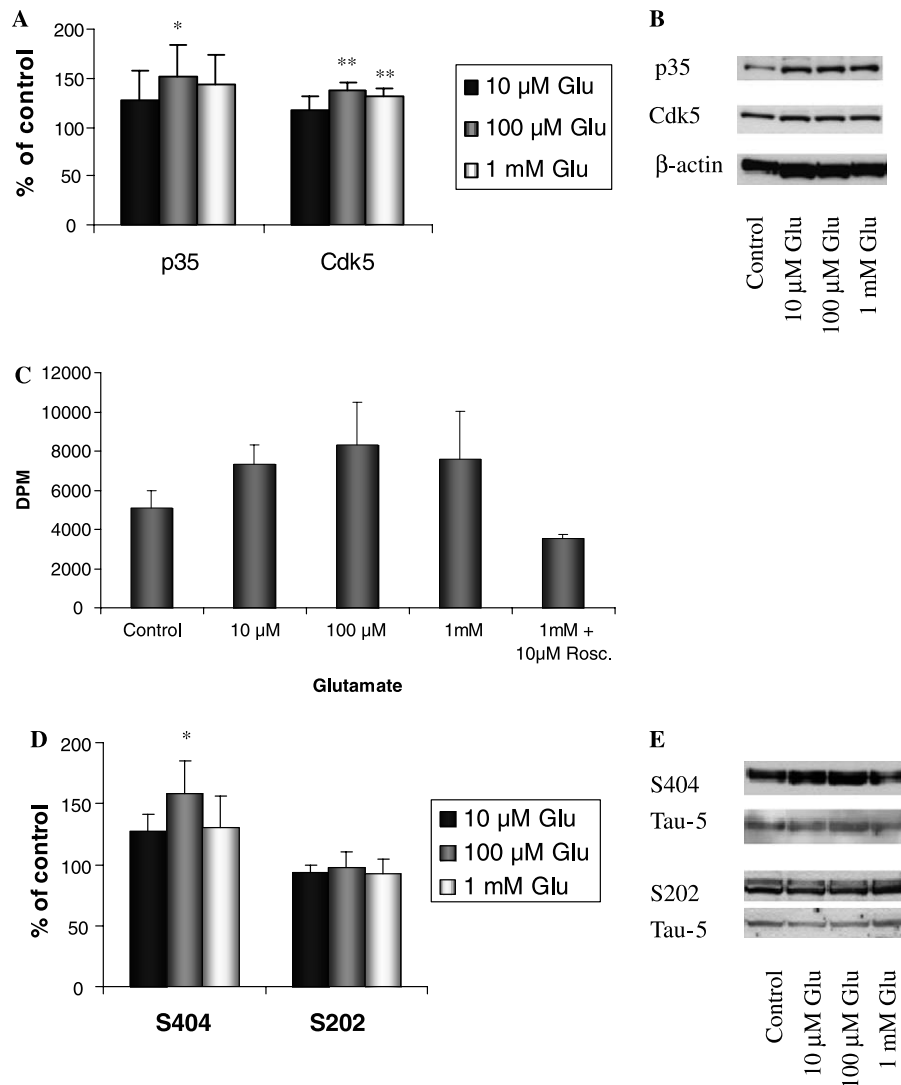 A
% of control
200
150
100
50
0
*
**
**
p35
Cdk5
10 µM Glu
100 µM Glu
1 mM Glu
B
p35
Cdk5
β-actin
Control
10 µM Glu
100 µM Glu
1 mM Glu
C
DPM
12000
10000
8000
6000
4000
2000
0
Control
10 µM
100 µM
1mM
1mM +
10µM Rosc.
Glutamate
D
% of control
200
150
100
50
0
*
S404
S202
10 µM Glu
100 µM Glu
1 mM Glu
E
S404
Tau-5
S202
Tau-5
Control
10 µM Glu
100 µM Glu
1 mM Glu